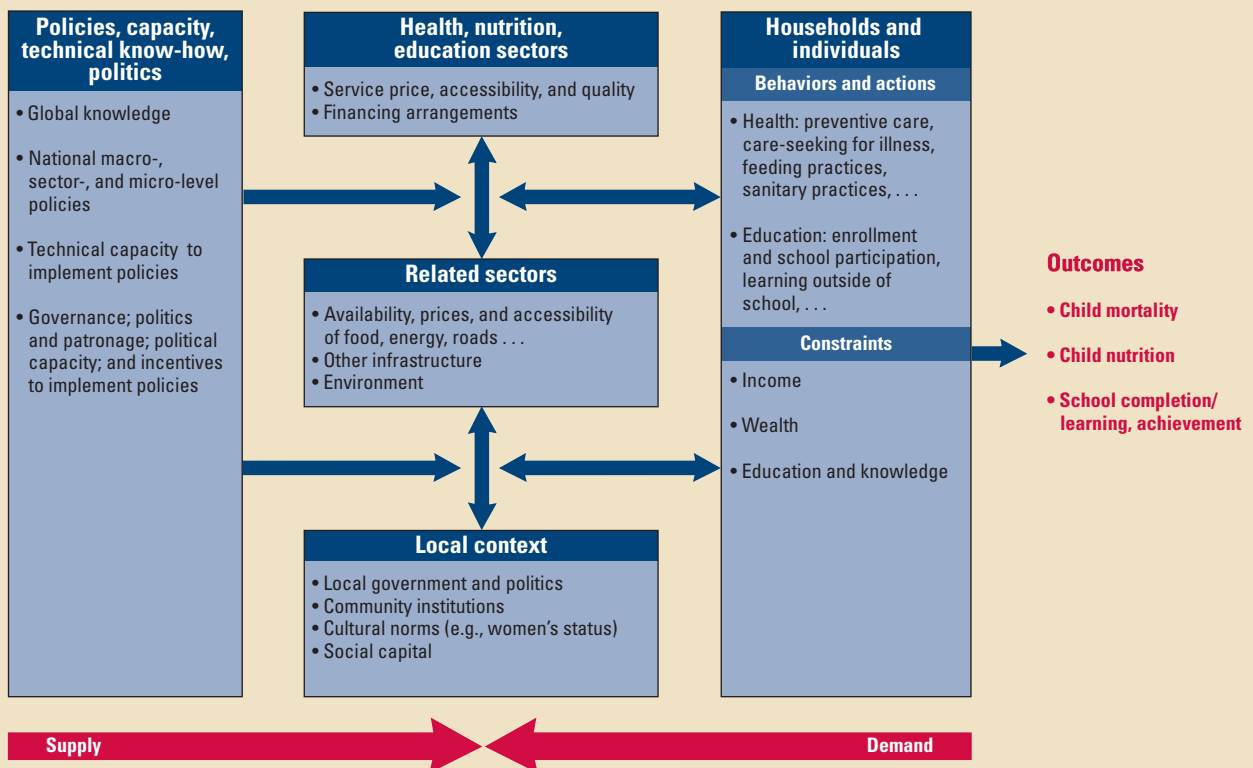 Policies, capacity,
technical know-how,
politics
• Global knowledge
• National macro-,
sector-, and micro-level
policies
• Technical capacity to
implement policies
• Governance; politics
and patronage; political
capacity; and incentives
to implement policies
Health, nutrition,
education sectors
• Service price, accessibility, and quality
• Financing arrangements
Related sectors
• Availability, prices, and accessibility
of food, energy, roads . . .
• Other infrastructure
• Environment
Local context
• Local government and politics
• Community institutions
• Cultural norms (e.g., women’s status)
• Social capital
Households and
individuals
Behaviors and actions
• Health: preventive care,
care-seeking for illness,
feeding practices,
sanitary practices, . . .
• Education: enrollment
and school participation,
learning outside of
school, . . .
Constraints
• Income
• Wealth
• Education and knowledge
Outcomes
• Child mortality
• Child nutrition
• School completion/
learning, achievement
Supply
Demand